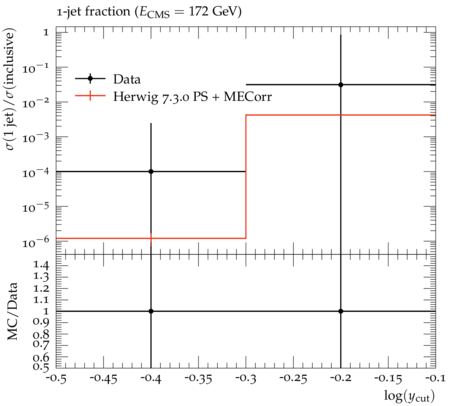 1-jet fraction (E_CMS = 172 GeV)
σ(1 jet)/σ(inclusive)
1
10⁻¹
10⁻²
10⁻³
10⁻⁴
10⁻⁵
10⁻⁶
Data
Herwig 7.3.0 PS + MECorr
MC/Data
1.4
1.3
1.2
1.1
1
0.9
0.8
0.7
0.6
0.5
-0.5 -0.45 -0.4 -0.35 -0.3 -0.25 -0.2 -0.15 -0.1
log(y_cut)